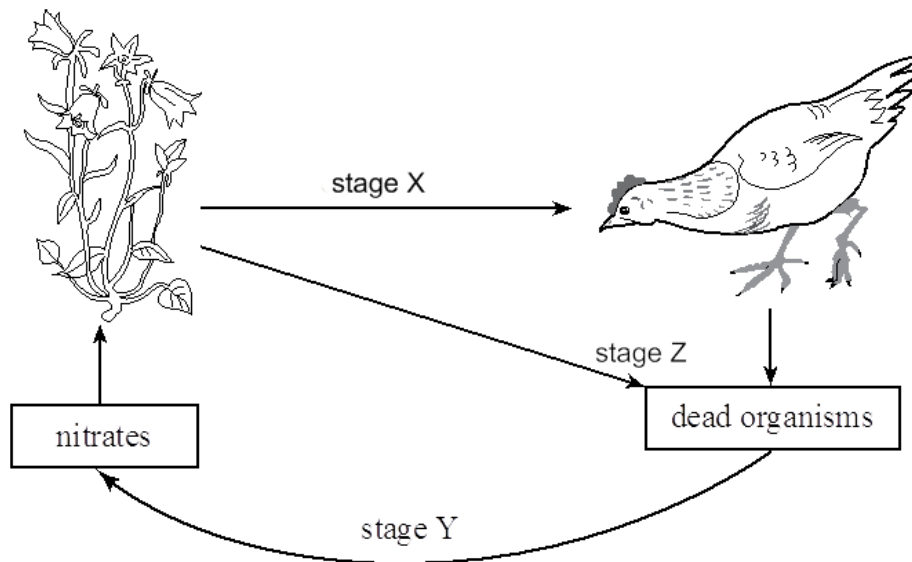 stage X
stage Z
nitrates
dead organisms
stage Y